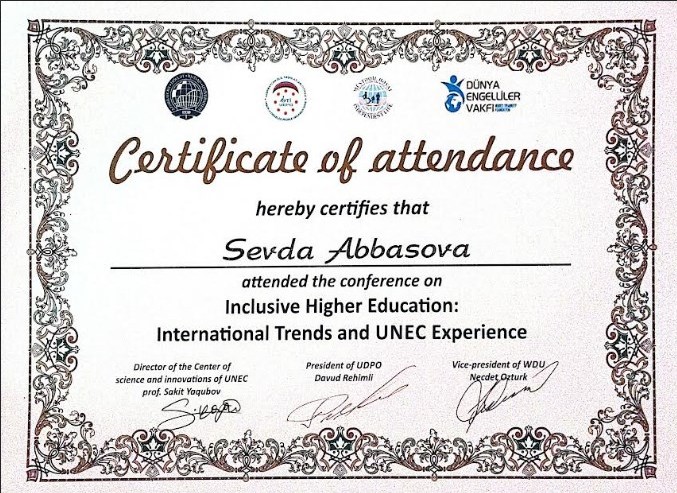 DÜNYA
ENGELLİLER
VAKFI
Certificate of attendance
hereby certifies that
Sevda Abbasova
attended the conference on
Inclusive Higher Education:
International Trends and UNEC Experience
Director of the Center of
science and innovations of UNEC
prof. Sakit Yaqubov
President of UDPO
Davud Rehimli
Vice-president of WDU
Necdet Ozturk